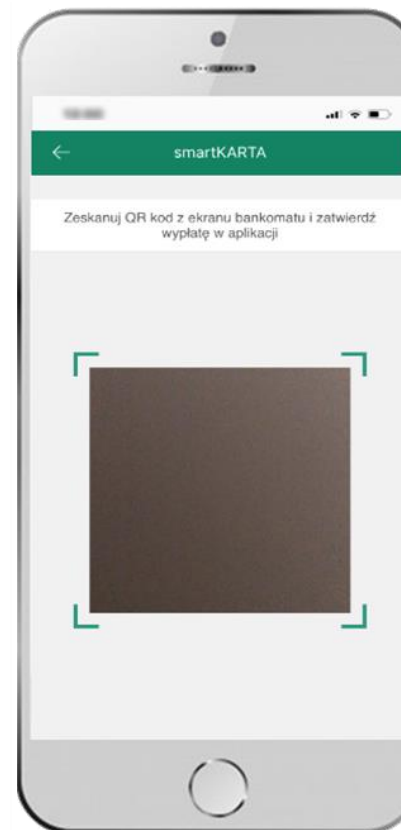 smartKARTA
Zeskanuj QR kod z ekranu bankomatu i zatwierdź
wypłatę w aplikacji